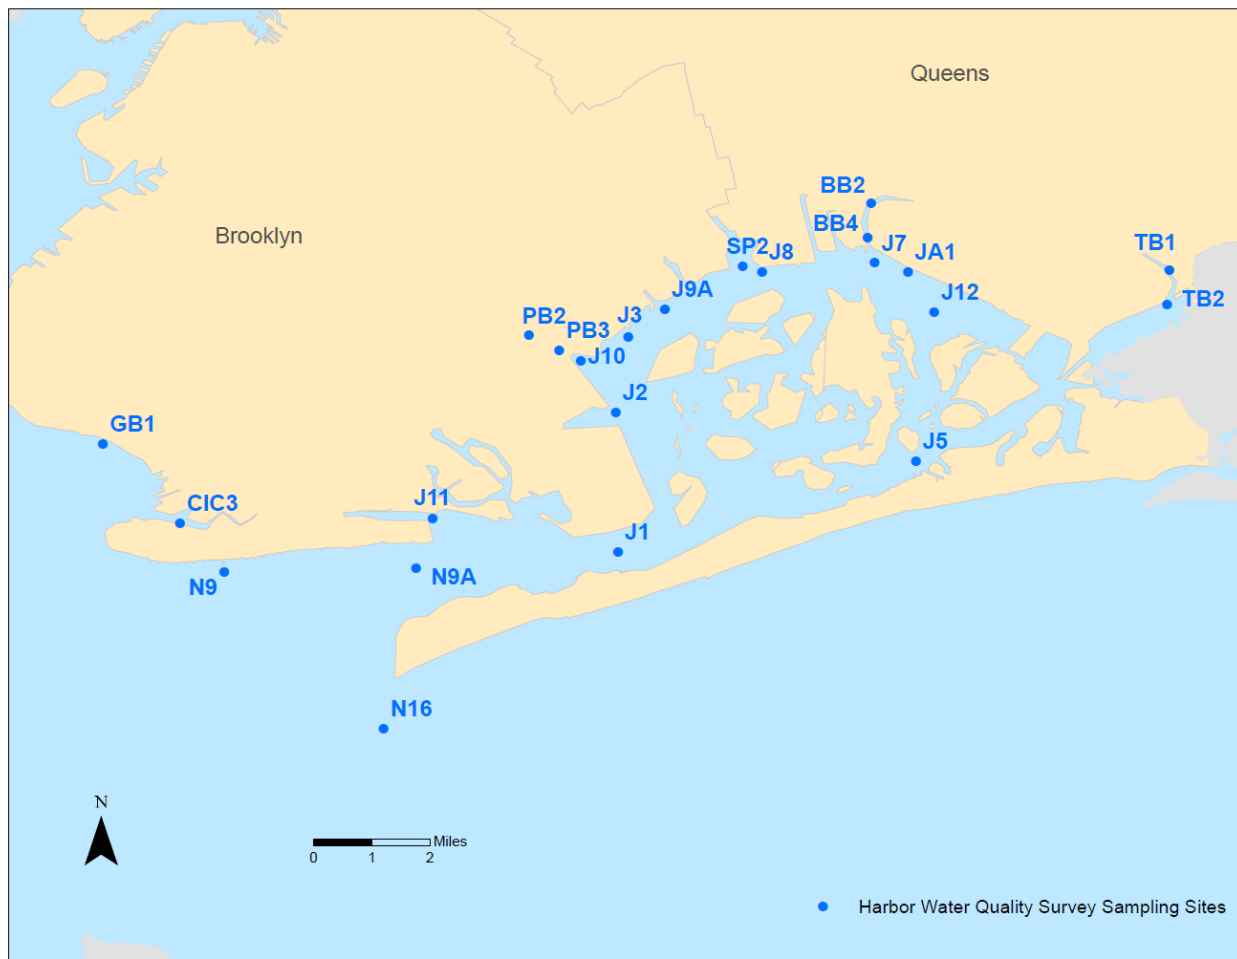 Queens
BB2
Brooklyn
BB4
SP2
J8
J7
JA1
TB1
J12
TB2
J9A
PB2
PB3
J3
J10
J2
GB1
J5
CIC3
J11
J1
N9
N9A
N16
N
Miles
0 1 2
Harbor Water Quality Survey Sampling Sites